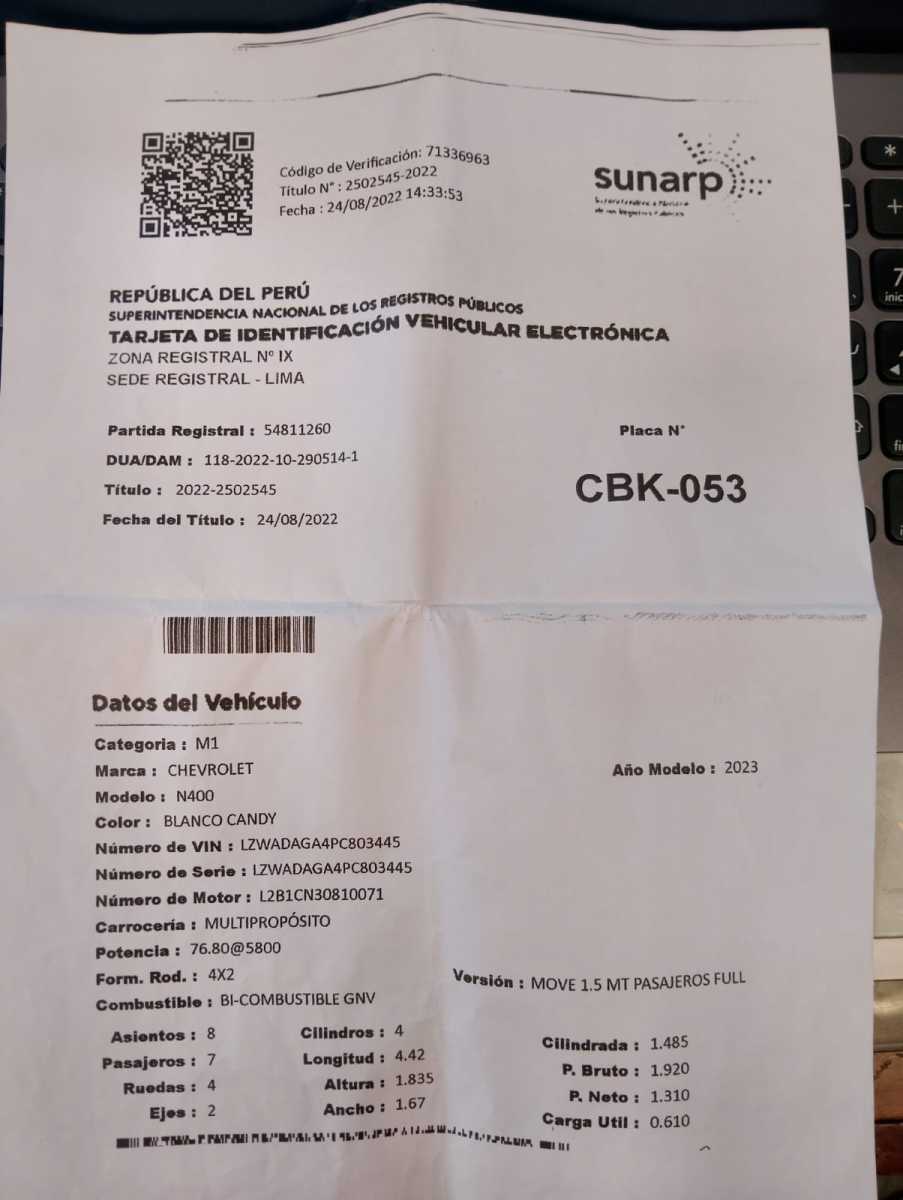 Código de Verificación: 71336963
Título N° : 2502545-2022
Fecha : 24/08/2022 14:33:53
sunarp
REPÚBLICA DEL PERÚ
SUPERINTENDENCIA NACIONAL DE LOS REGISTROS PÚBLICOS
TARJETA DE IDENTIFICACIÓN VEHICULAR ELECTRÓNICA
ZONA REGISTRAL Nº IX
SEDE REGISTRAL - LIMA
Partida Registral : 54811260
DUA/DAM : 118-2022-10-290514-1
Título : 2022-2502545
Fecha del Título : 24/08/2022
Placa N°
CBK-053
Datos del Vehículo
Categoria : M1
Marca : CHEVROLET
Año Modelo : 2023
Modelo : N400
Color : BLANCO CANDY
Número de VIN : LZWADAGA4PC803445
Número de Serie : LZWADAGA4PC803445
Número de Motor : L2B1CN30810071
Carrocería : MULTIPROPÓSITO
Potencia : 76.80@5800
Form. Rod. : 4X2
Versión : MOVE 1.5 MT PASAJEROS FULL
Combustible : BI-COMBUSTIBLE GNV
Asientos : 8 Cilindros : 4 Cilindrada : 1.485
Pasajeros : 7 Longitud : 4.42 P. Bruto : 1.920
Ruedas : 4 Altura : 1.835 P. Neto : 1.310
Ejes : 2 Ancho : 1.67 Carga Util : 0.610